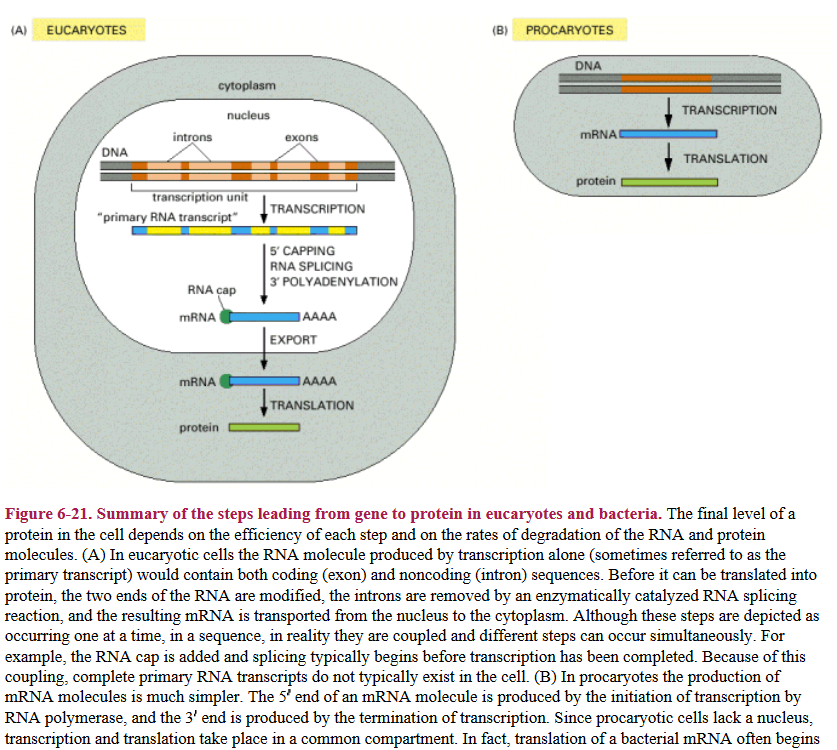 (A) EUCARYOTES
cytoplasm
nucleus
introns exons
DNA
transcription unit
TRANSCRIPTION
"primary RNA transcript"
5' CAPPING
RNA SPLICING
3' POLYADENYLATION
RNA cap
mRNA AAAA
EXPORT
mRNA AAAA
TRANSLATION
protein
(B) PROCARYOTES
DNA
TRANSCRIPTION
mRNA
TRANSLATION
protein
Figure 6-21. Summary of the steps leading from gene to protein in eucaryotes and bacteria. The final level of a
protein in the cell depends on the efficiency of each step and on the rates of degradation of the RNA and protein
molecules. (A) In eucaryotic cells the RNA molecule produced by transcription alone (sometimes referred to as the
primary transcript) would contain both coding (exon) and noncoding (intron) sequences. Before it can be translated into
protein, the two ends of the RNA are modified, the introns are removed by an enzymatically catalyzed RNA splicing
reaction, and the resulting mRNA is transported from the nucleus to the cytoplasm. Although these steps are depicted as
occurring one at a time, in a sequence, in reality they are coupled and different steps can occur simultaneously. For
example, the RNA cap is added and splicing typically begins before transcription has been completed. Because of this
coupling, complete primary RNA transcripts do not typically exist in the cell. (B) In procaryotes the production of
mRNA molecules is much simpler. The 5′ end of an mRNA molecule is produced by the initiation of transcription by
RNA polymerase, and the 3′ end is produced by the termination of transcription. Since procaryotic cells lack a nucleus,
transcription and translation take place in a common compartment. In fact, translation of a bacterial mRNA often begins